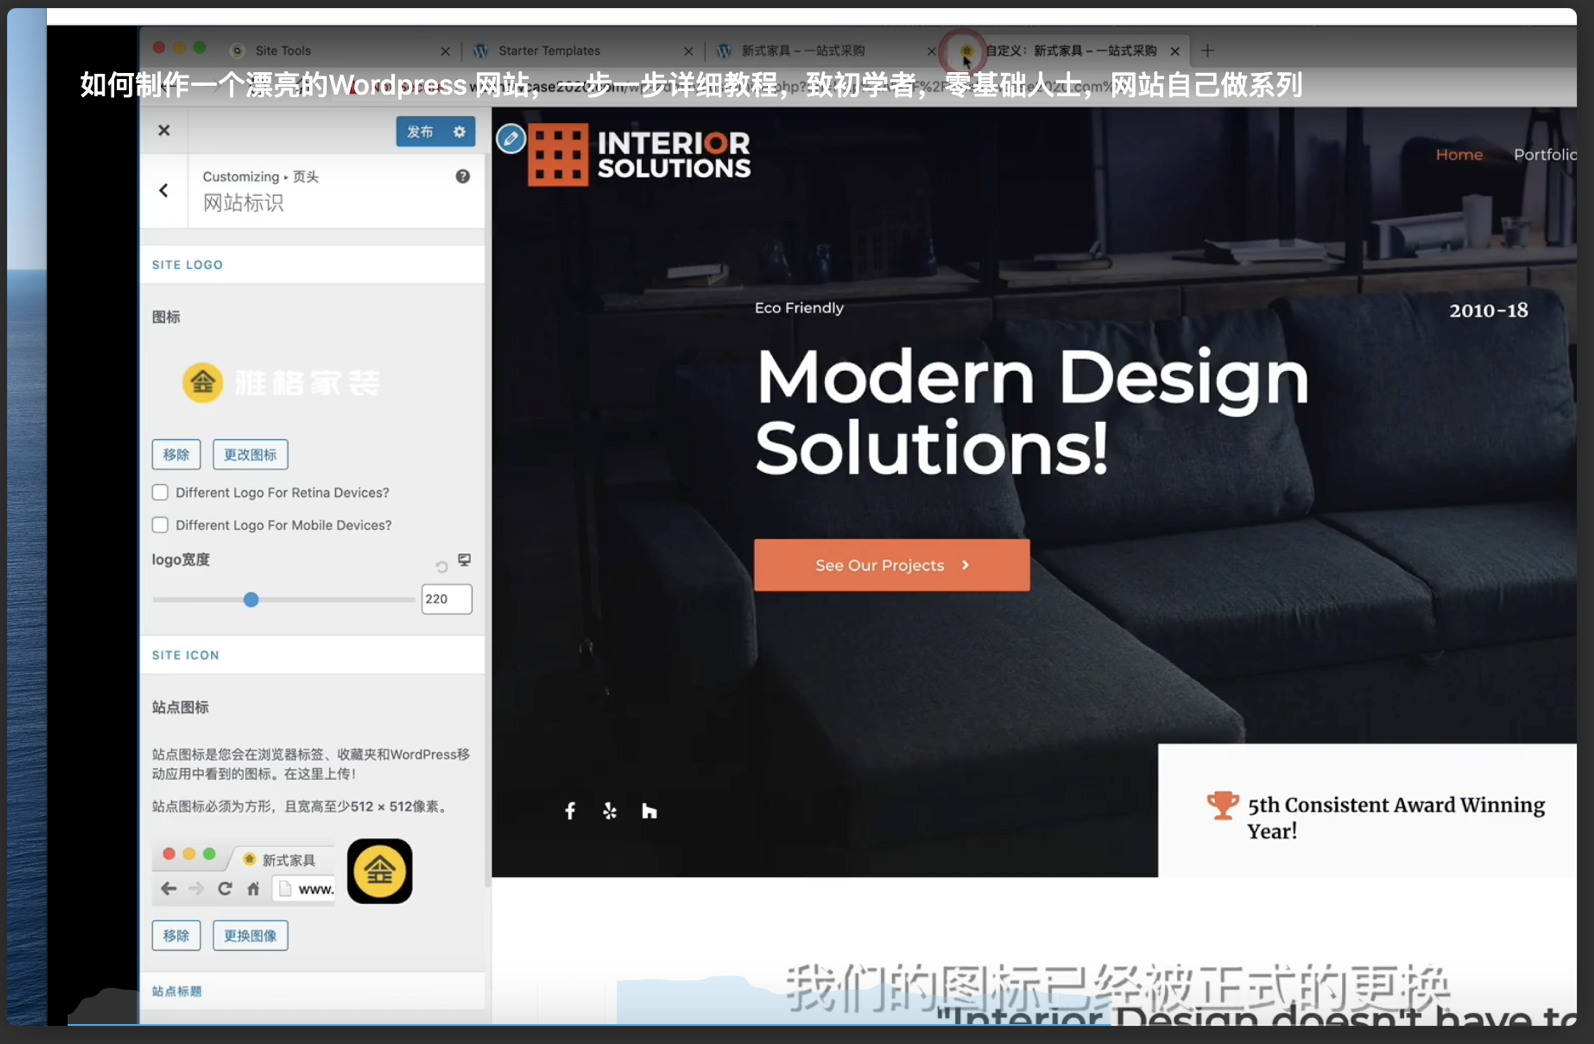 Site Tools
Starter Templates
新式家具 – 一站式采购
自定义：新式家具 – 一站式采购
如何制作一个漂亮的Wordpress 网站，一步一步详细教程，致初学者，零基础人士，网站自己做系列
发布
Customizing ▸ 页头
网站标识
SITE LOGO
图标
雅格家装
移除
更改图标
Different Logo For Retina Devices?
Different Logo For Mobile Devices?
logo宽度
220
SITE ICON
站点图标
站点图标是您会在浏览器标签、收藏夹和WordPress移
动应用中看到的图标。在这里上传！
站点图标必须为方形，且宽高至少512 × 512像素。
新式家具
www.
移除
更换图像
站点标题
INTERIOR
SOLUTIONS
Home
Portfolio
Eco Friendly
2010-18
Modern Design
Solutions!
See Our Projects
5th Consistent Award Winning
Year!
我们的图标已经被正式的更换
"Interior Design doesn't have to